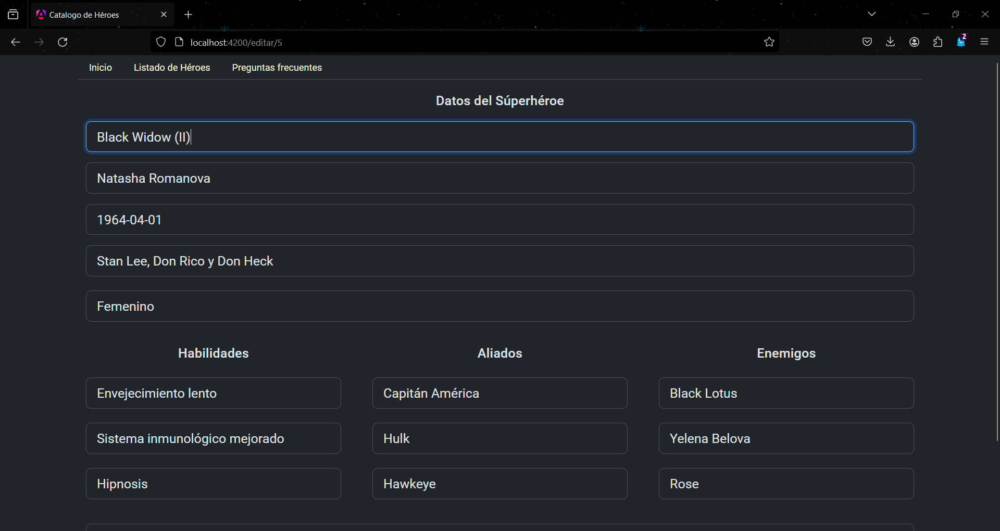 Catalogo de Héroes
localhost:4200/editar/5
2
Inicio Listado de Héroes Preguntas frecuentes
Datos del Súperhéroe
Black Widow (II)
Natasha Romanova
1964-04-01
Stan Lee, Don Rico y Don Heck
Femenino
Habilidades Aliados Enemigos
Envejecimiento lento Capitán América Black Lotus
Sistema inmunológico mejorado Hulk Yelena Belova
Hipnosis Hawkeye Rose